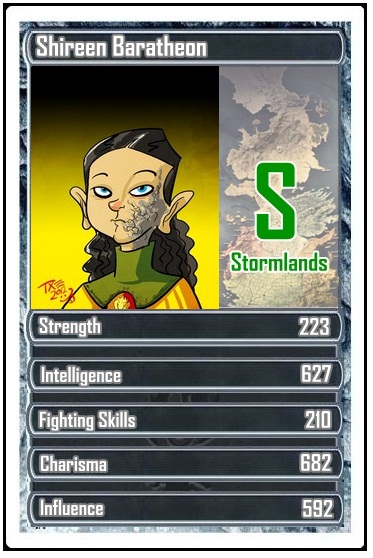 Shireen Baratheon
S
Stormlands
Strength 223
Intelligence 627
Fighting Skills 210
Charisma 682
Influence 592